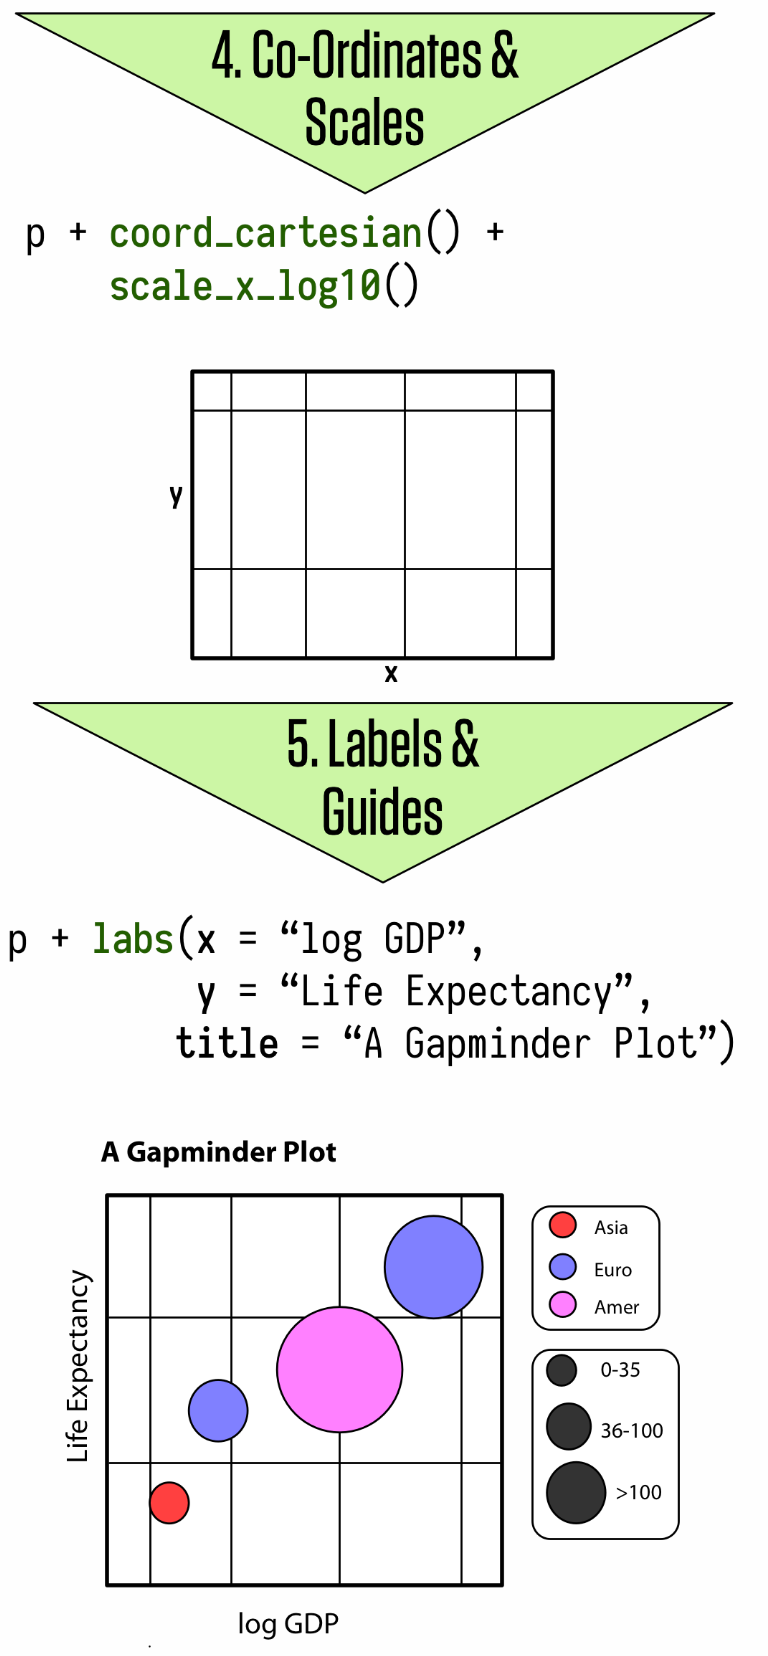 4. Co-Ordinates &
Scales
p + coord_cartesian() +
scale_x_log10()
y
x
5. Labels &
Guides
p + labs(x = “log GDP”,
y = “Life Expectancy”,
title = “A Gapminder Plot”)
A Gapminder Plot
Life Expectancy
log GDP
Asia
Euro
Amer
0-35
36-100
>100